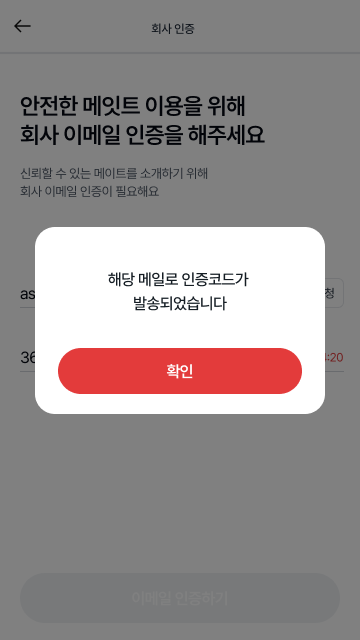 회사 인증
안전한 메잇트 이용을 위해
회사 이메일 인증을 해주세요
신뢰할 수 있는 메이트를 소개하기 위해
회사 이메일 인증이 필요해요
해당 메일로 인증코드가
발송되었습니다
as
청
확인
36
:20
이메일 인증하기